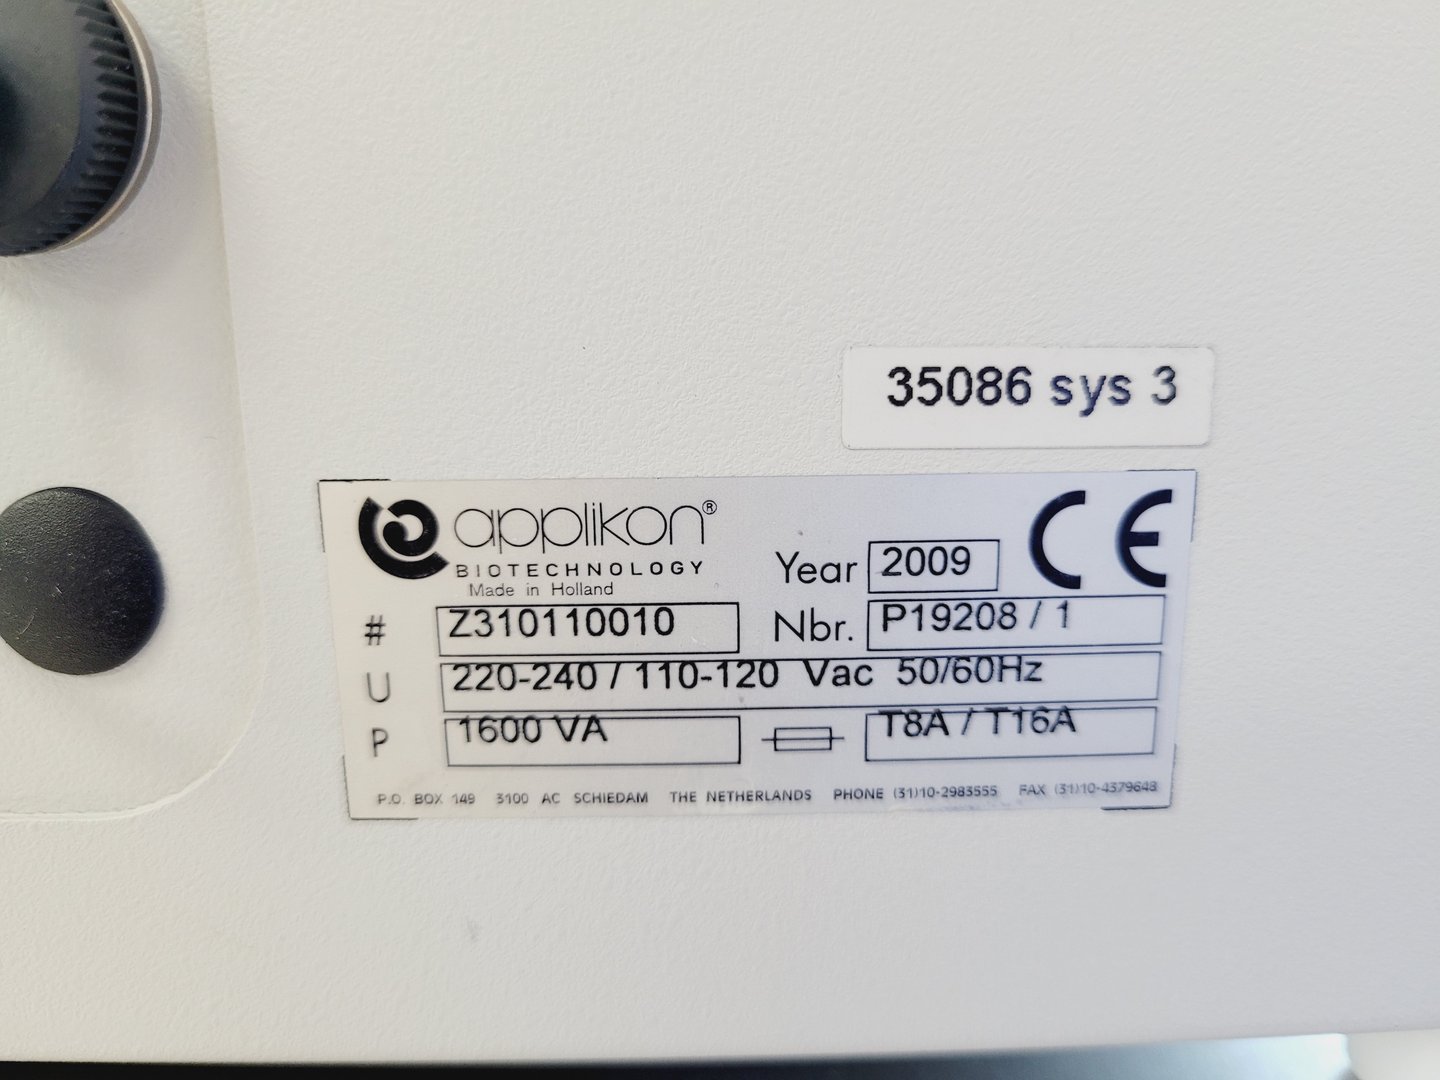 35086 sys 3
applikon®
BIOTECHNOLOGY
Made in Holland
Year 2009 CE
# Z310110010 Nbr. P19208 / 1
U 220-240 / 110-120 Vac 50/60Hz
P 1600 VA T8A / T16A
P.O. BOX 149 3100 AC SCHIEDAM THE NETHERLANDS PHONE (31)10-2983555 FAX (31)10-4379648